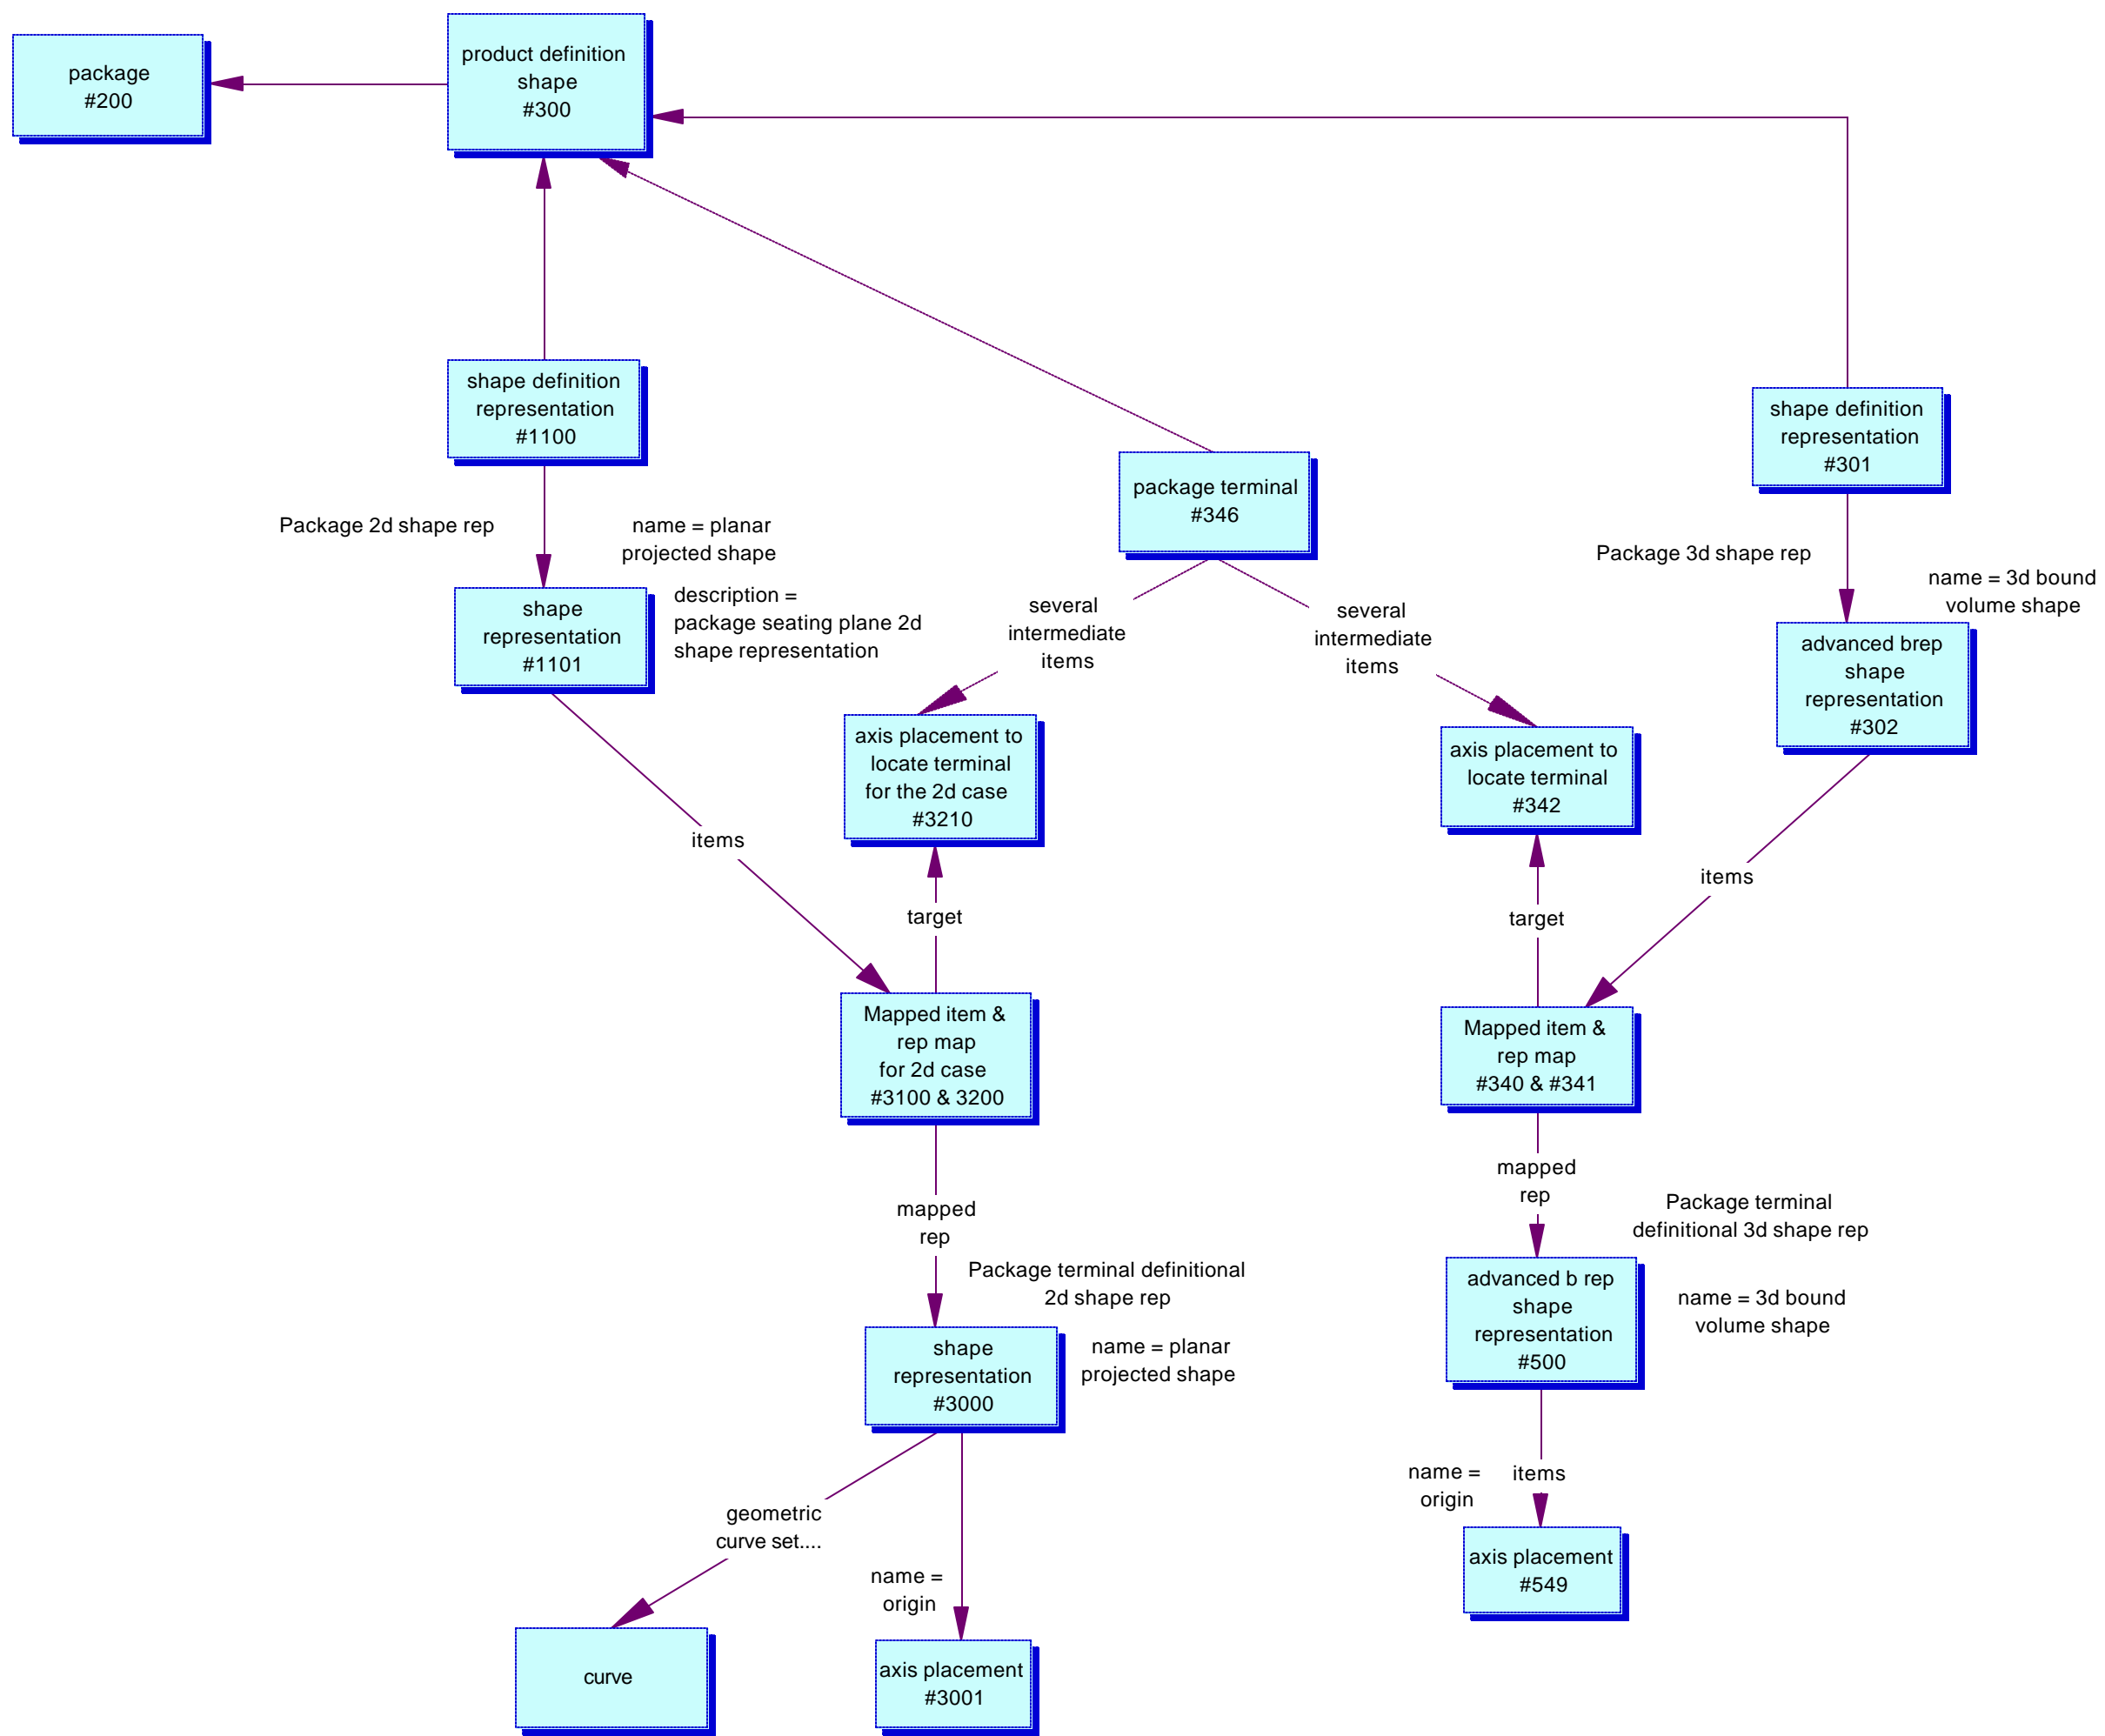 package
#200
product definition
shape
#300
shape definition
representation
#1100
package terminal
#346
shape definition
representation
#301
Package 2d shape rep
name = planar
projected shape
description =
package seating plane 2d
shape representation
shape
representation
#1101
several
intermediate
items
several
intermediate
items
Package 3d shape rep
name = 3d bound
volume shape
advanced brep
shape
representation
#302
axis placement to
locate terminal
for the 2d case
#3210
axis placement to
locate terminal
#342
items
target
target
items
Mapped item &
rep map
for 2d case
#3100 & 3200
Mapped item &
rep map
#340 & #341
mapped
rep
mapped
rep
Package terminal
definitional 3d shape rep
Package terminal definitional
2d shape rep
advanced b rep
shape
representation
#500
name = 3d bound
volume shape
shape
representation
#3000
name = planar
projected shape
name =
origin
items
geometric
curve set....
name =
origin
axis placement
#549
curve
axis placement
#3001